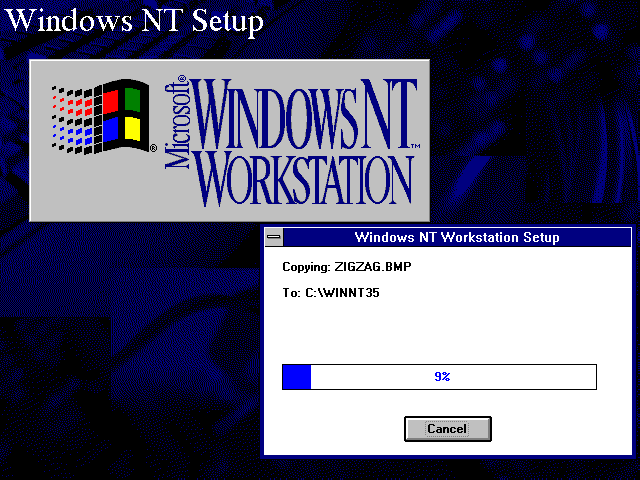 Windows NT Setup
Microsoft®
WINDOWS NT™
WORKSTATION
®
Windows NT Workstation Setup
Copying: ZIGZAG.BMP
To: C:\WINNT35
9%
Cancel